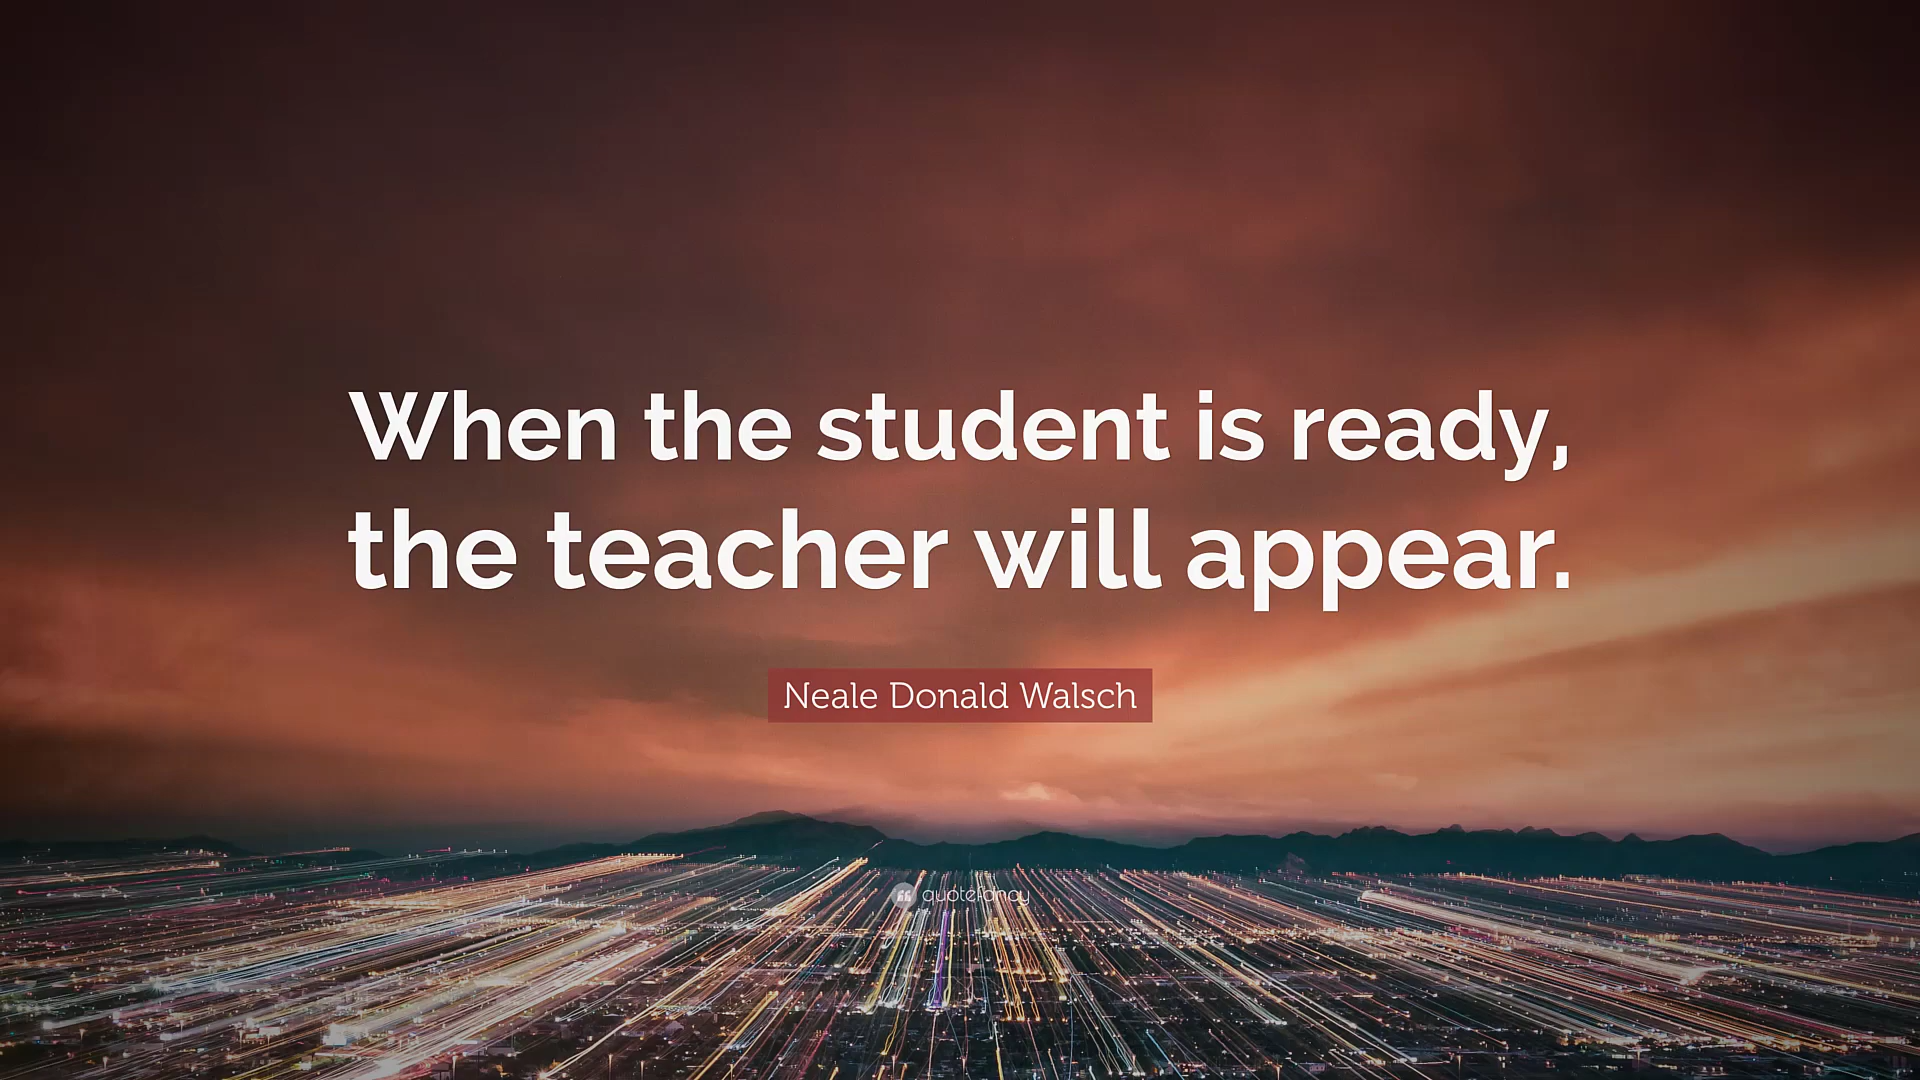 When the student is ready,
the teacher will appear.
Neale Donald Walsch
quotefancy